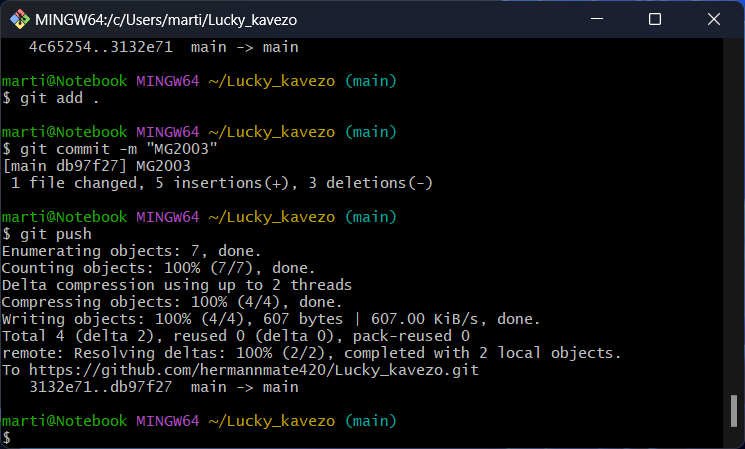 MINGW64:/c/Users/marti/Lucky_kavezo
4c65254..3132e71  main -> main
marti@Notebook MINGW64 ~/Lucky_kavezo (main)
$ git add .
marti@Notebook MINGW64 ~/Lucky_kavezo (main)
$ git commit -m "MG2003"
[main db97f27] MG2003
 1 file changed, 5 insertions(+), 3 deletions(-)
marti@Notebook MINGW64 ~/Lucky_kavezo (main)
$ git push
Enumerating objects: 7, done.
Counting objects: 100% (7/7), done.
Delta compression using up to 2 threads
Compressing objects: 100% (4/4), done.
Writing objects: 100% (4/4), 607 bytes | 607.00 KiB/s, done.
Total 4 (delta 2), reused 0 (delta 0), pack-reused 0
remote: Resolving deltas: 100% (2/2), completed with 2 local objects.
To https://github.com/hermannmate420/Lucky_kavezo.git
   3132e71..db97f27  main -> main
marti@Notebook MINGW64 ~/Lucky_kavezo (main)
$